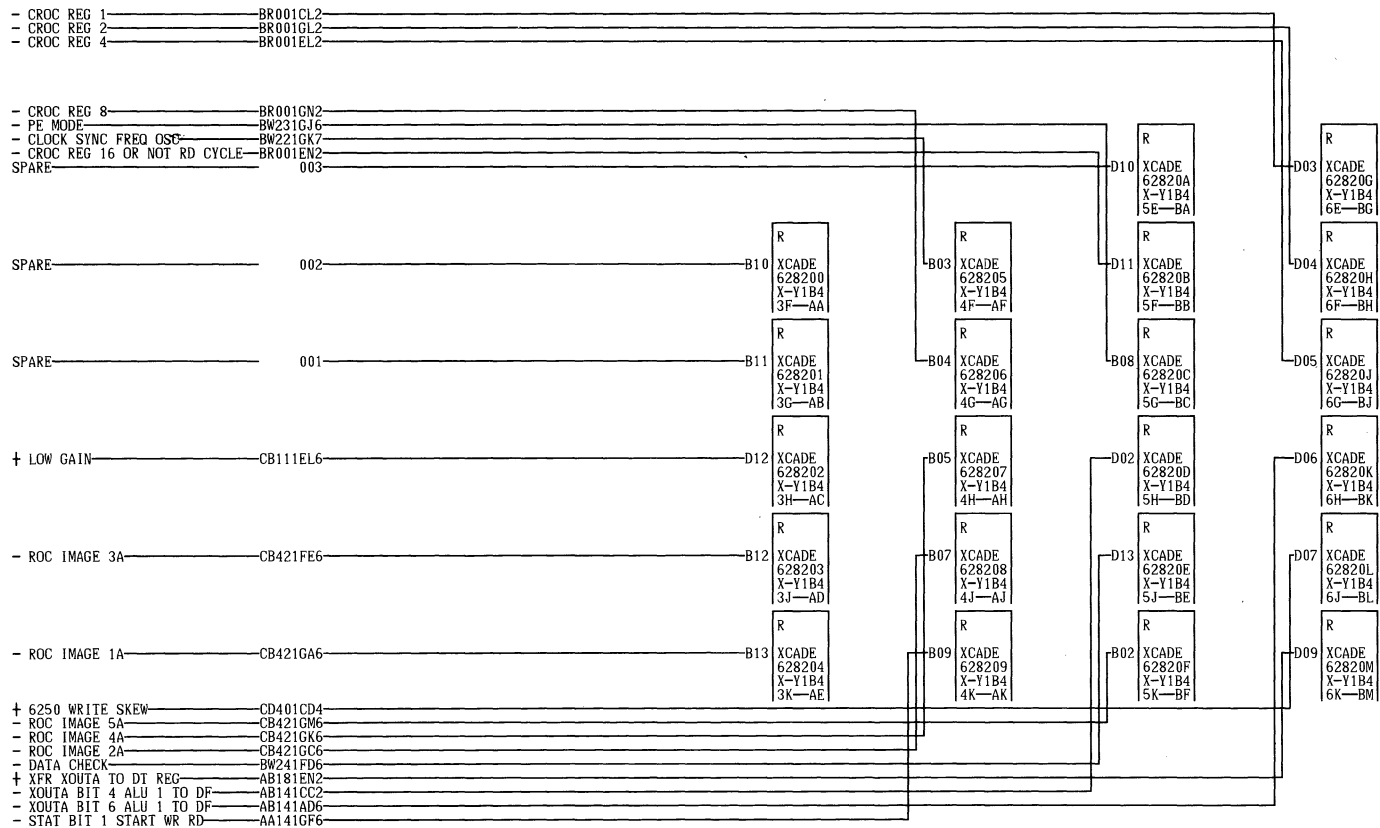 - CROC REG 1 BR001CL2
- CROC REG 2 BR001GL2
- CROC REG 4 BR001EL2
- CROC REG 8 BR001GN2
- PE MODE BW231GJ6
- CLOCK SYNC FREQ OSC BW221GK7
- CROC REG 16 OR NOT RD CYCLE BR001EN2
SPARE 003
R R
D10 XCADE D03 XCADE
62820A 62820G
X-Y1B4 X-Y1B4
5E—BA 6E—BG
R R R R
SPARE 002 B10 XCADE B03 XCADE D11 XCADE D04 XCADE
628200 628205 62820B 62820H
X-Y1B4 X-Y1B4 X-Y1B4 X-Y1B4
3F—AA 4F—AF 5F—BB 6F—BH
R R R R
SPARE 001 B11 XCADE B04 XCADE B08 XCADE D05 XCADE
628201 628206 62820C 62820J
X-Y1B4 X-Y1B4 X-Y1B4 X-Y1B4
3G—AB 4G—AG 5G—BC 6G—BJ
R R R R
+ LOW GAIN CB111EL6 D12 XCADE B05 XCADE D02 XCADE D06 XCADE
628202 628207 62820D 62820K
X-Y1B4 X-Y1B4 X-Y1B4 X-Y1B4
3H—AC 4H—AH 5H—BD 6H—BK
R R R R
- ROC IMAGE 3A CB421FE6 B12 XCADE B07 XCADE D13 XCADE D07 XCADE
628203 628208 62820E 62820L
X-Y1B4 X-Y1B4 X-Y1B4 X-Y1B4
3J—AD 4J—AJ 5J—BE 6J—BL
R R R R
- ROC IMAGE 1A CB421GA6 B13 XCADE B09 XCADE B02 XCADE D09 XCADE
628204 628209 62820F 62820M
X-Y1B4 X-Y1B4 X-Y1B4 X-Y1B4
3K—AE 4K—AK 5K—BF 6K—BM
+ 6250 WRITE SKEW CD401CD4
- ROC IMAGE 5A CB421GM6
- ROC IMAGE 4A CB421GK6
- ROC IMAGE 2A CB421GC6
- DATA CHECK BW241FD6
+ XFR XOUTA TO DT REG AB181EN2
- XOUTA BIT 4 ALU 1 TO DF AB141CC2
- XOUTA BIT 6 ALU 1 TO DF AB141AD6
- STAT BIT 1 START WR RD AA141GF6